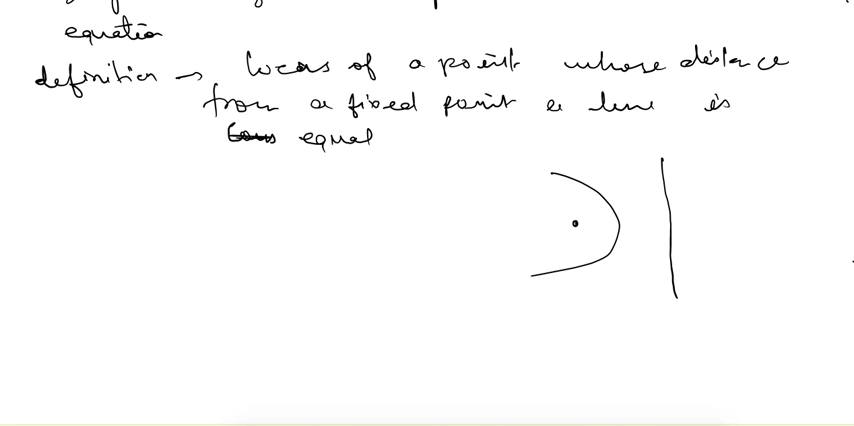 equation
definition → locus of a point whose distance
from a fixed point & line is
equal